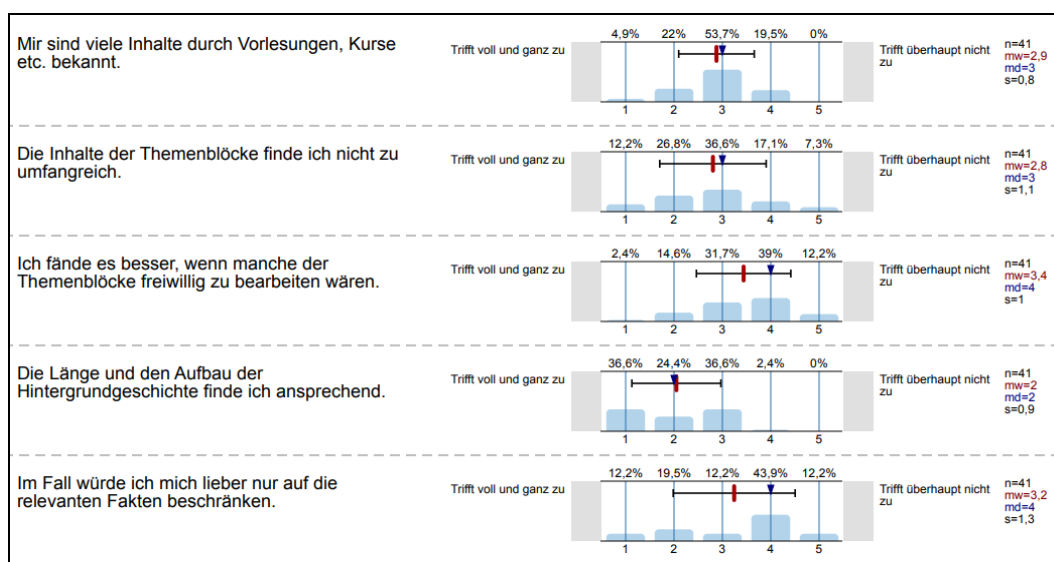 4,9% 22% 53,7% 19,5% 0%
Mir sind viele Inhalte durch Vorlesungen, Kurse
etc. bekannt.
Trifft voll und ganz zu
Trifft überhaupt nicht
zu
n=41
mw=2,9
md=3
s=0,8
1 2 3 4 5
12,2% 26,8% 36,6% 17,1% 7,3%
Die Inhalte der Themenblöcke finde ich nicht zu
umfangreich.
Trifft voll und ganz zu
Trifft überhaupt nicht
zu
n=41
mw=2,8
md=3
s=1,1
1 2 3 4 5
2,4% 14,6% 31,7% 39% 12,2%
Ich fände es besser, wenn manche der
Themenblöcke freiwillig zu bearbeiten wären.
Trifft voll und ganz zu
Trifft überhaupt nicht
zu
n=41
mw=3,4
md=4
s=1
1 2 3 4 5
36,6% 24,4% 36,6% 2,4% 0%
Die Länge und den Aufbau der
Hintergrundgeschichte finde ich ansprechend.
Trifft voll und ganz zu
Trifft überhaupt nicht
zu
n=41
mw=2
md=2
s=0,9
1 2 3 4 5
12,2% 19,5% 12,2% 43,9% 12,2%
Im Fall würde ich mich lieber nur auf die
relevanten Fakten beschränken.
Trifft voll und ganz zu
Trifft überhaupt nicht
zu
n=41
mw=3,2
md=4
s=1,3
1 2 3 4 5